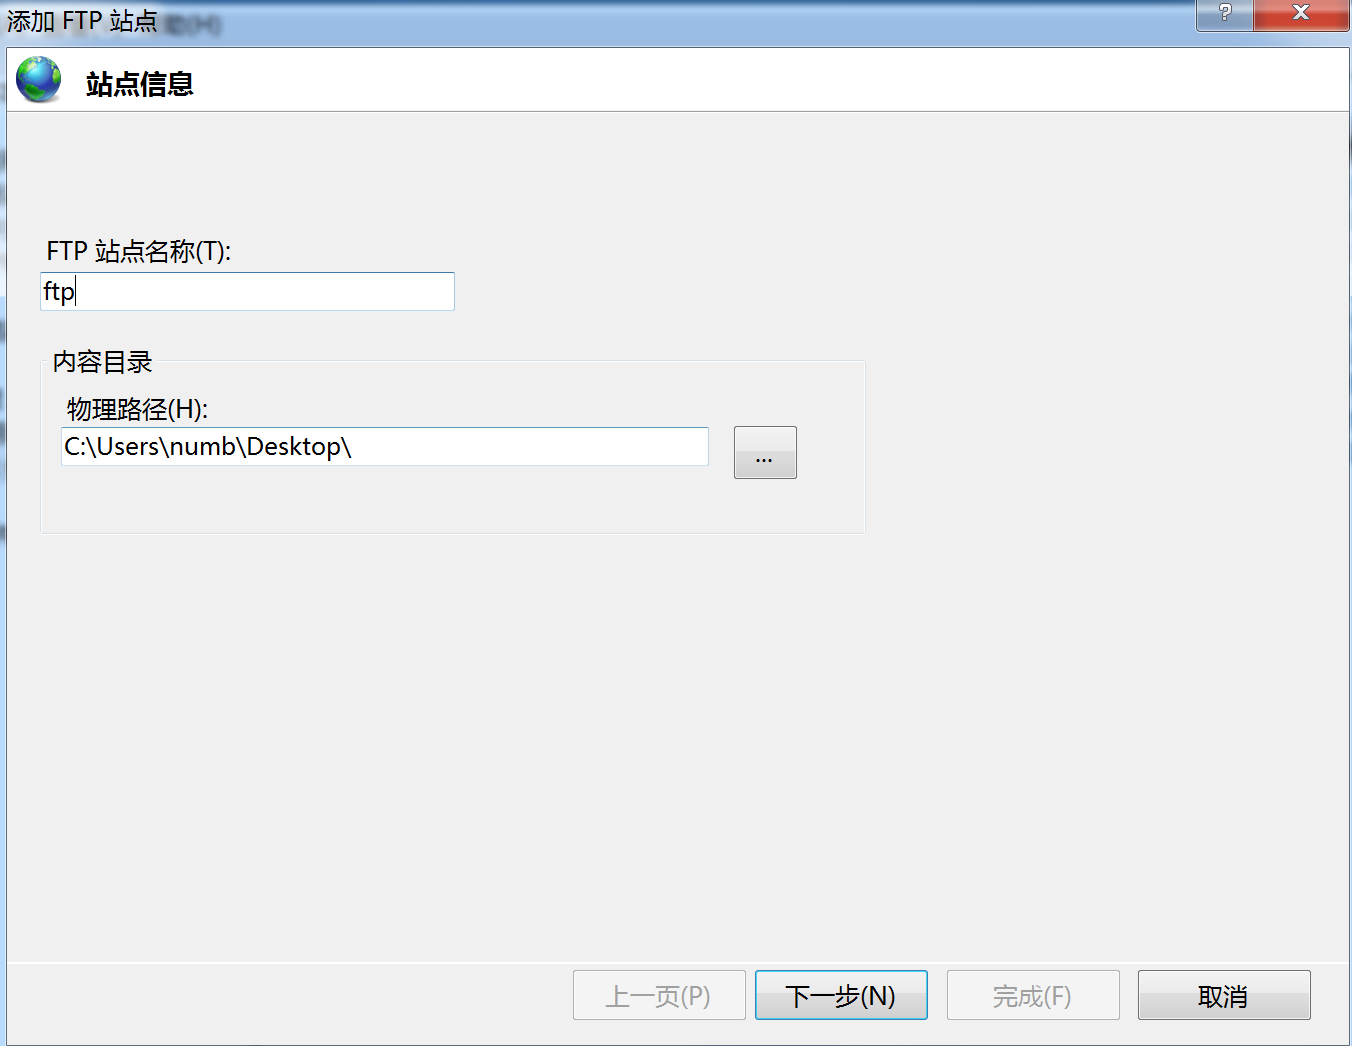 添加 FTP 站点
站点信息
FTP 站点名称(T):
ftp
内容目录
物理路径(H):
C:\Users\numb\Desktop\
...
上一页(P)
下一步(N)
完成(F)
取消